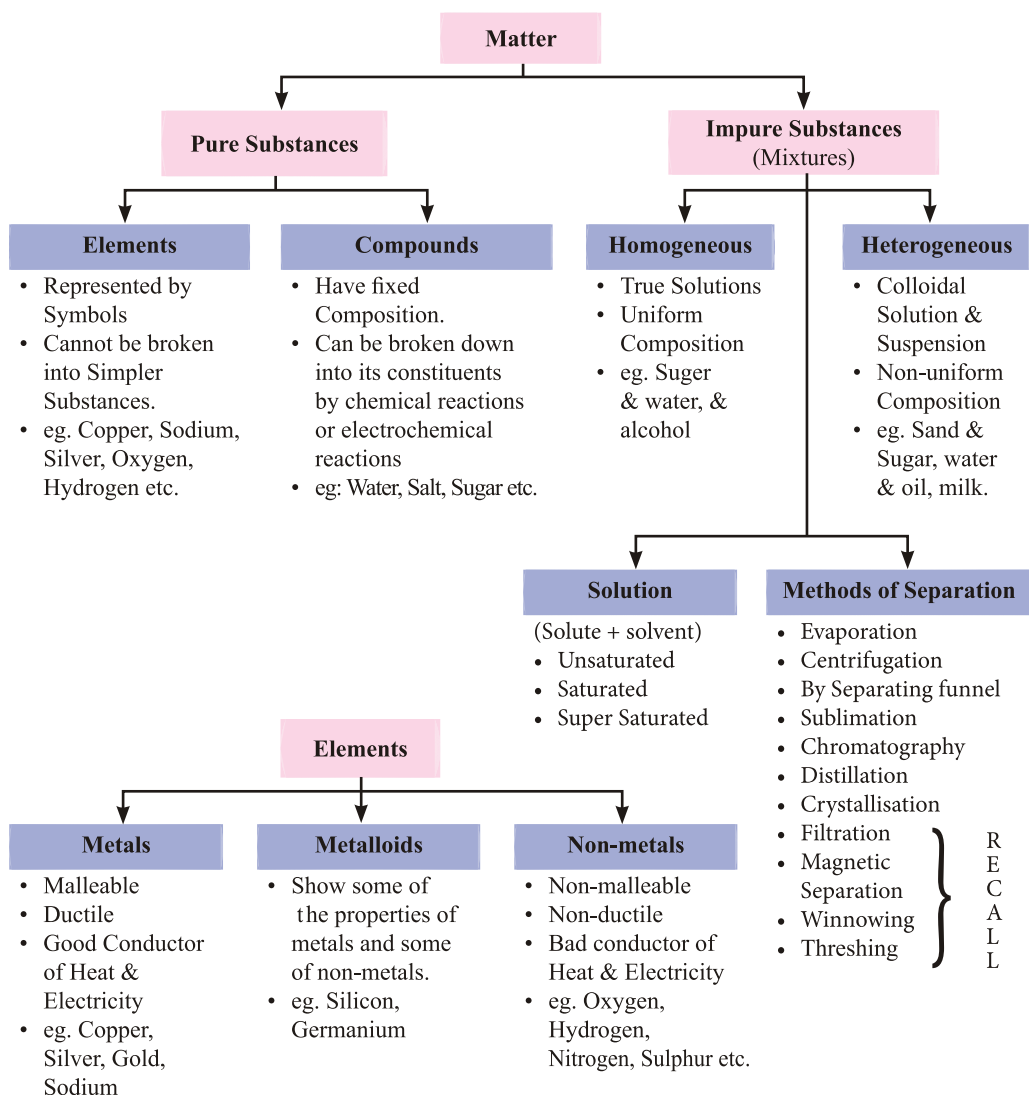 Matter
Pure Substances
Impure Substances
(Mixtures)
Elements
• Represented by
Symbols
• Cannot be broken
into Simpler
Substances.
• eg. Copper, Sodium,
Silver, Oxygen,
Hydrogen etc.
Compounds
• Have fixed
Composition.
• Can be broken down
into its constituents
by chemical reactions
or electrochemical
reactions
• eg: Water, Salt, Sugar etc.
Homogeneous
• True Solutions
• Uniform
Composition
• eg. Suger
& water, &
alcohol
Heterogeneous
• Colloidal
Solution &
Suspension
• Non-uniform
Composition
• eg. Sand &
Sugar, water
& oil, milk.
Solution
(Solute + solvent)
• Unsaturated
• Saturated
• Super Saturated
Methods of Separation
• Evaporation
• Centrifugation
• By Separating funnel
• Sublimation
• Chromatography
• Distillation
• Crystallisation
• Filtration
• Magnetic
Separation
• Winnowing
• Threshing
R
E
C
A
L
L
Elements
Metals
• Malleable
• Ductile
• Good Conductor
of Heat &
Electricity
• eg. Copper,
Silver, Gold,
Sodium
Metalloids
• Show some of
the properties of
metals and some
of non-metals.
• eg. Silicon,
Germanium
Non-metals
• Non-malleable
• Non-ductile
• Bad conductor of
Heat & Electricity
• eg. Oxygen,
Hydrogen,
Nitrogen, Sulphur etc.